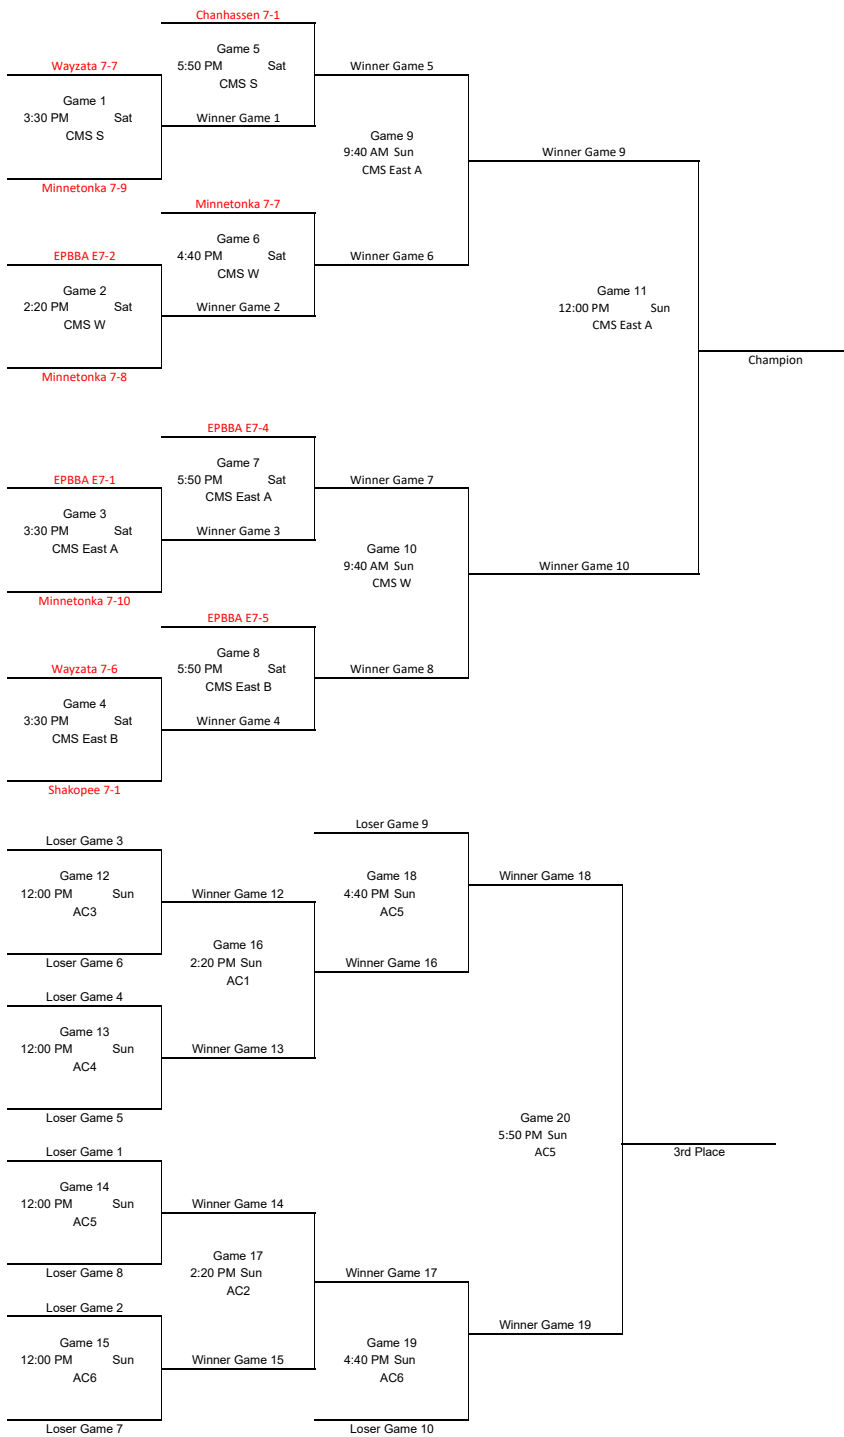 Chanhassen 7-1
Game 5
5:50 PM Sat
CMS S
Wayzata 7-7
Winner Game 5
Game 1
3:30 PM Sat
CMS S
Winner Game 1
Game 9
9:40 AM Sun
CMS East A
Winner Game 9
Minnetonka 7-9
Minnetonka 7-7
Game 6
4:40 PM Sat
CMS W
EPBBA E7-2
Winner Game 6
Game 2
2:20 PM Sat
CMS W
Winner Game 2
Game 11
12:00 PM Sun
CMS East A
Champion
Minnetonka 7-8
EPBBA E7-4
Game 7
5:50 PM Sat
CMS East A
EPBBA E7-1
Winner Game 7
Game 3
3:30 PM Sat
CMS East A
Winner Game 3
Game 10
9:40 AM Sun
CMS W
Winner Game 10
Minnetonka 7-10
EPBBA E7-5
Game 8
5:50 PM Sat
CMS East B
Wayzata 7-6
Winner Game 8
Game 4
3:30 PM Sat
CMS East B
Winner Game 4
Shakopee 7-1
Loser Game 9
Loser Game 3
Game 12
12:00 PM Sun
AC3
Winner Game 12
Game 18
4:40 PM Sun
AC5
Winner Game 18
Game 16
2:20 PM Sun
AC1
Loser Game 6
Winner Game 16
Loser Game 4
Game 13
12:00 PM Sun
AC4
Winner Game 13
Loser Game 5
Game 20
5:50 PM Sun
AC5
3rd Place
Loser Game 1
Game 14
12:00 PM Sun
AC5
Winner Game 14
Game 17
2:20 PM Sun
AC2
Loser Game 8
Winner Game 17
Loser Game 2
Game 15
12:00 PM Sun
AC6
Winner Game 15
Game 19
4:40 PM Sun
AC6
Winner Game 19
Loser Game 7
Loser Game 10